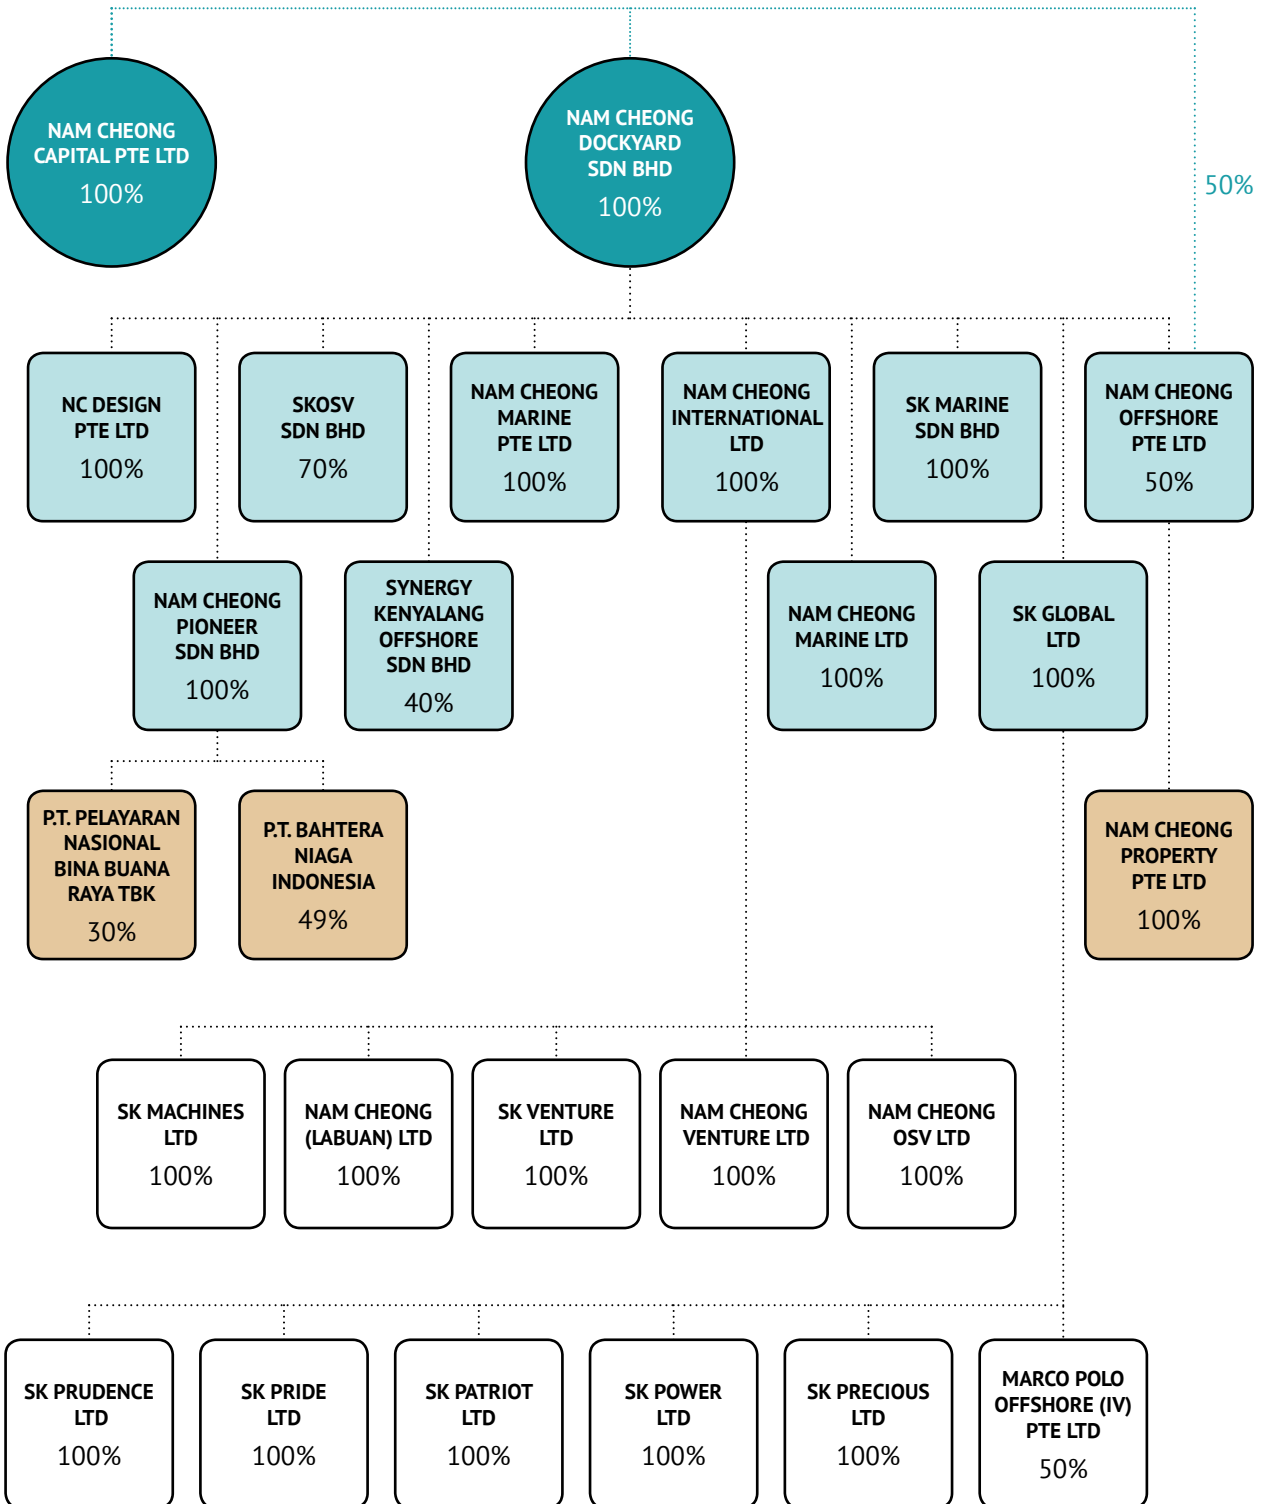 NAM CHEONG
CAPITAL PTE LTD
100%
NAM CHEONG
DOCKYARD
SDN BHD
100%
50%
NC DESIGN
PTE LTD
100%
SKOSV
SDN BHD
70%
NAM CHEONG
MARINE
PTE LTD
100%
NAM CHEONG
INTERNATIONAL
LTD
100%
SK MARINE
SDN BHD
100%
NAM CHEONG
OFFSHORE
PTE LTD
50%
NAM CHEONG
PIONEER
SDN BHD
100%
SYNERGY
KENYALANG
OFFSHORE
SDN BHD
40%
NAM CHEONG
MARINE LTD
100%
SK GLOBAL
LTD
100%
P.T. PELAYARAN
NASIONAL
BINA BUANA
RAYA TBK
30%
P.T. BAHTERA
NIAGA
INDONESIA
49%
NAM CHEONG
PROPERTY
PTE LTD
100%
SK MACHINES
LTD
100%
NAM CHEONG
(LABUAN) LTD
100%
SK VENTURE
LTD
100%
NAM CHEONG
VENTURE LTD
100%
NAM CHEONG
OSV LTD
100%
SK PRUDENCE
LTD
100%
SK PRIDE
LTD
100%
SK PATRIOT
LTD
100%
SK POWER
LTD
100%
SK PRECIOUS
LTD
100%
MARCO POLO
OFFSHORE (IV)
PTE LTD
50%